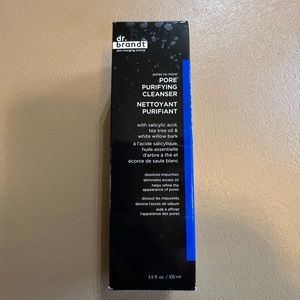 dr.
brandt
skin changing science
pores no more®
PORE
PURIFYING
CLEANSER
NETTOYANT
PURIFIANT
with salicylic acid,
tea tree oil &
white willow bark
à l'acide salicylique,
huile essentielle
d'arbre à thé et
écorce de saule blanc
dissolves impurities
eliminates excess oil
helps refine the
appearance of pores
dissout les impuretés
élimine l'excès de sébum
aide à affiner
l'apparence des pores
3.5 fl. oz. / 105 ml